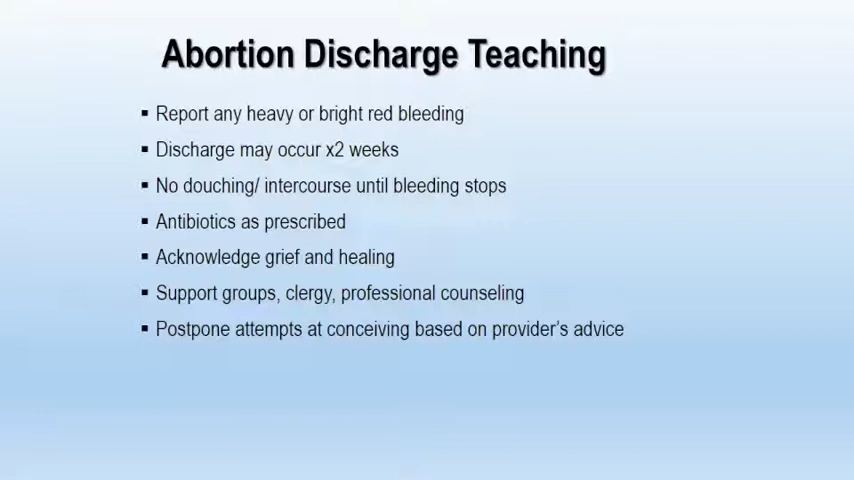 Abortion Discharge Teaching
▪ Report any heavy or bright red bleeding
▪ Discharge may occur x2 weeks
▪ No douching/ intercourse until bleeding stops
▪ Antibiotics as prescribed
▪ Acknowledge grief and healing
▪ Support groups, clergy, professional counseling
▪ Postpone attempts at conceiving based on provider’s advice